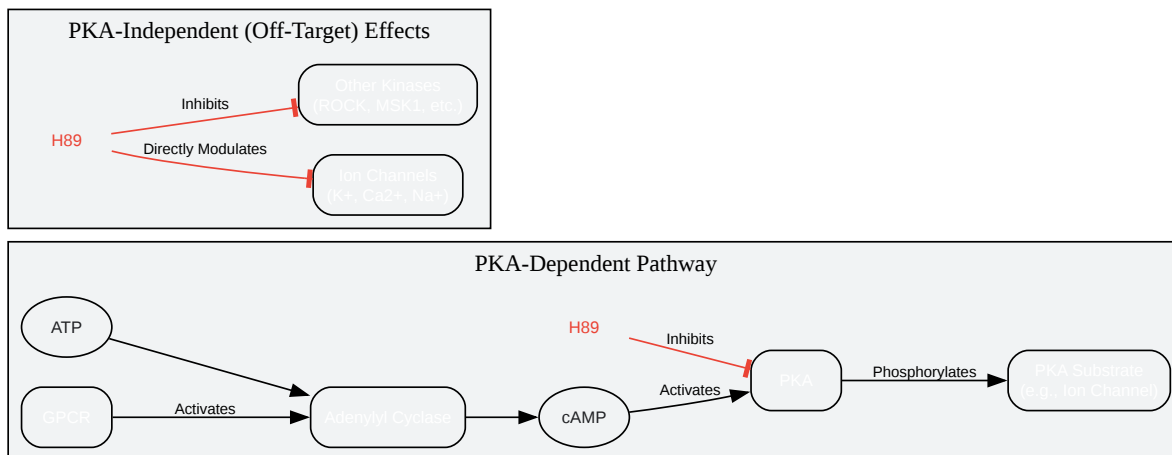 PKA-Independent (Off-Target) Effects
Other Kinases
(ROCK, MSK1, etc.)
Inhibits
H89
Directly Modulates
Ion Channels
(K+, Ca2+, Na+)
PKA-Dependent Pathway
ATP
H89
Inhibits
GPCR
Activates
Adenylyl Cyclase
cAMP
Activates
PKA
Phosphorylates
PKA Substrate
(e.g., Ion Channel)